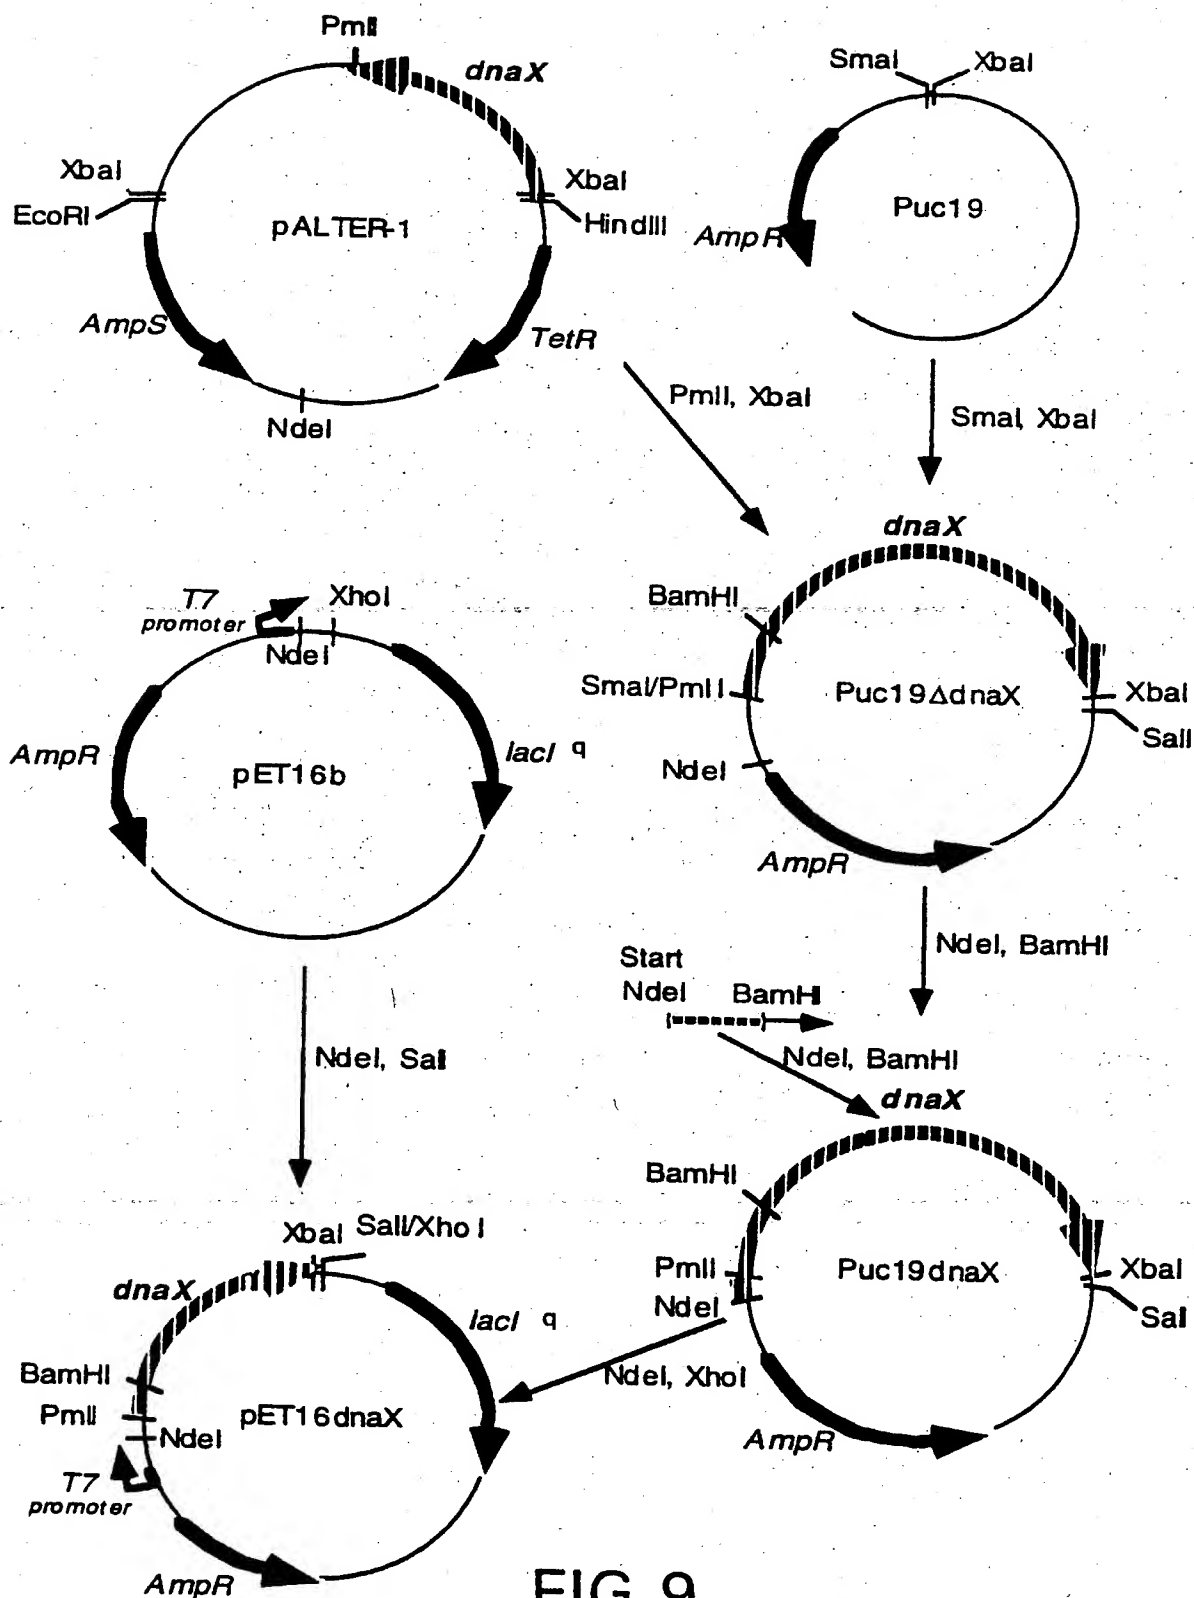 PmlI
dnaX
XbaI
EcoRI
pALTER-1
XbaI
HindIII
AmpS
TetR
NdeI
SmaI
XbaI
Puc19
AmpR
PmlI, XbaI
SmaI, XbaI
T7
promoter
XhoI
NdeI
AmpR
lacI q
pET16b
dnaX
BamHI
SmaI/PmlI
Puc19ΔdnaX
XbaI
SalI
NdeI
AmpR
NdeI, BamHI
Start
NdeI BamHI
NdeI, BamHI
NdeI, SalI
dnaX
BamHI
PmlI
NdeI
Puc19dnaX
XbaI
SalI
AmpR
NdeI, XhoI
XbaI SalI/XhoI
dnaX
lacI q
BamHI
PmlI
NdeI
pET16dnaX
T7
promoter
AmpR
FIG. 9